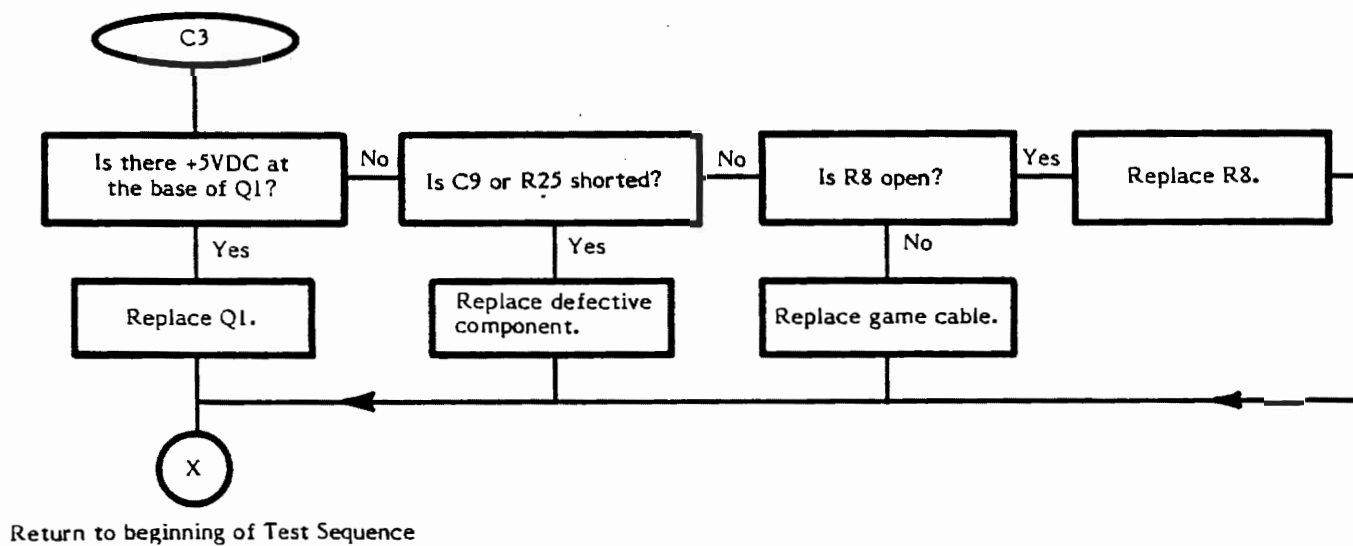 C3
Is there +5VDC at
the base of Q1?
No
Is C9 or R25 shorted?
No
Is R8 open?
Yes
Replace R8.
Yes
Yes
No
Replace Q1.
Replace defective
component.
Replace game cable.
X
Return to beginning of Test Sequence